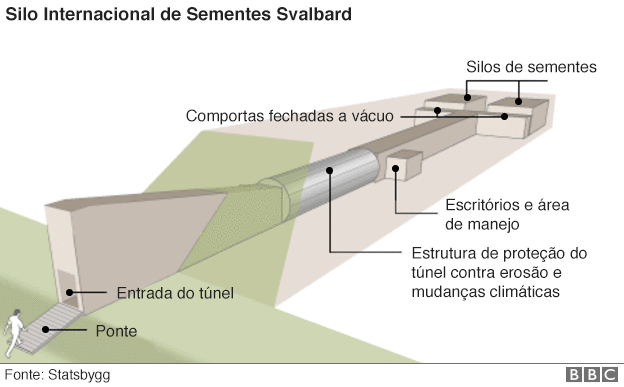 Silo Internacional de Sementes Svalbard
Silos de sementes
Comportas fechadas a vácuo
Escritórios e área
de manejo
Estrutura de proteção do
túnel contra erosão e
mudanças climáticas
Entrada do túnel
Ponte
Fonte: Statsbygg
BBC